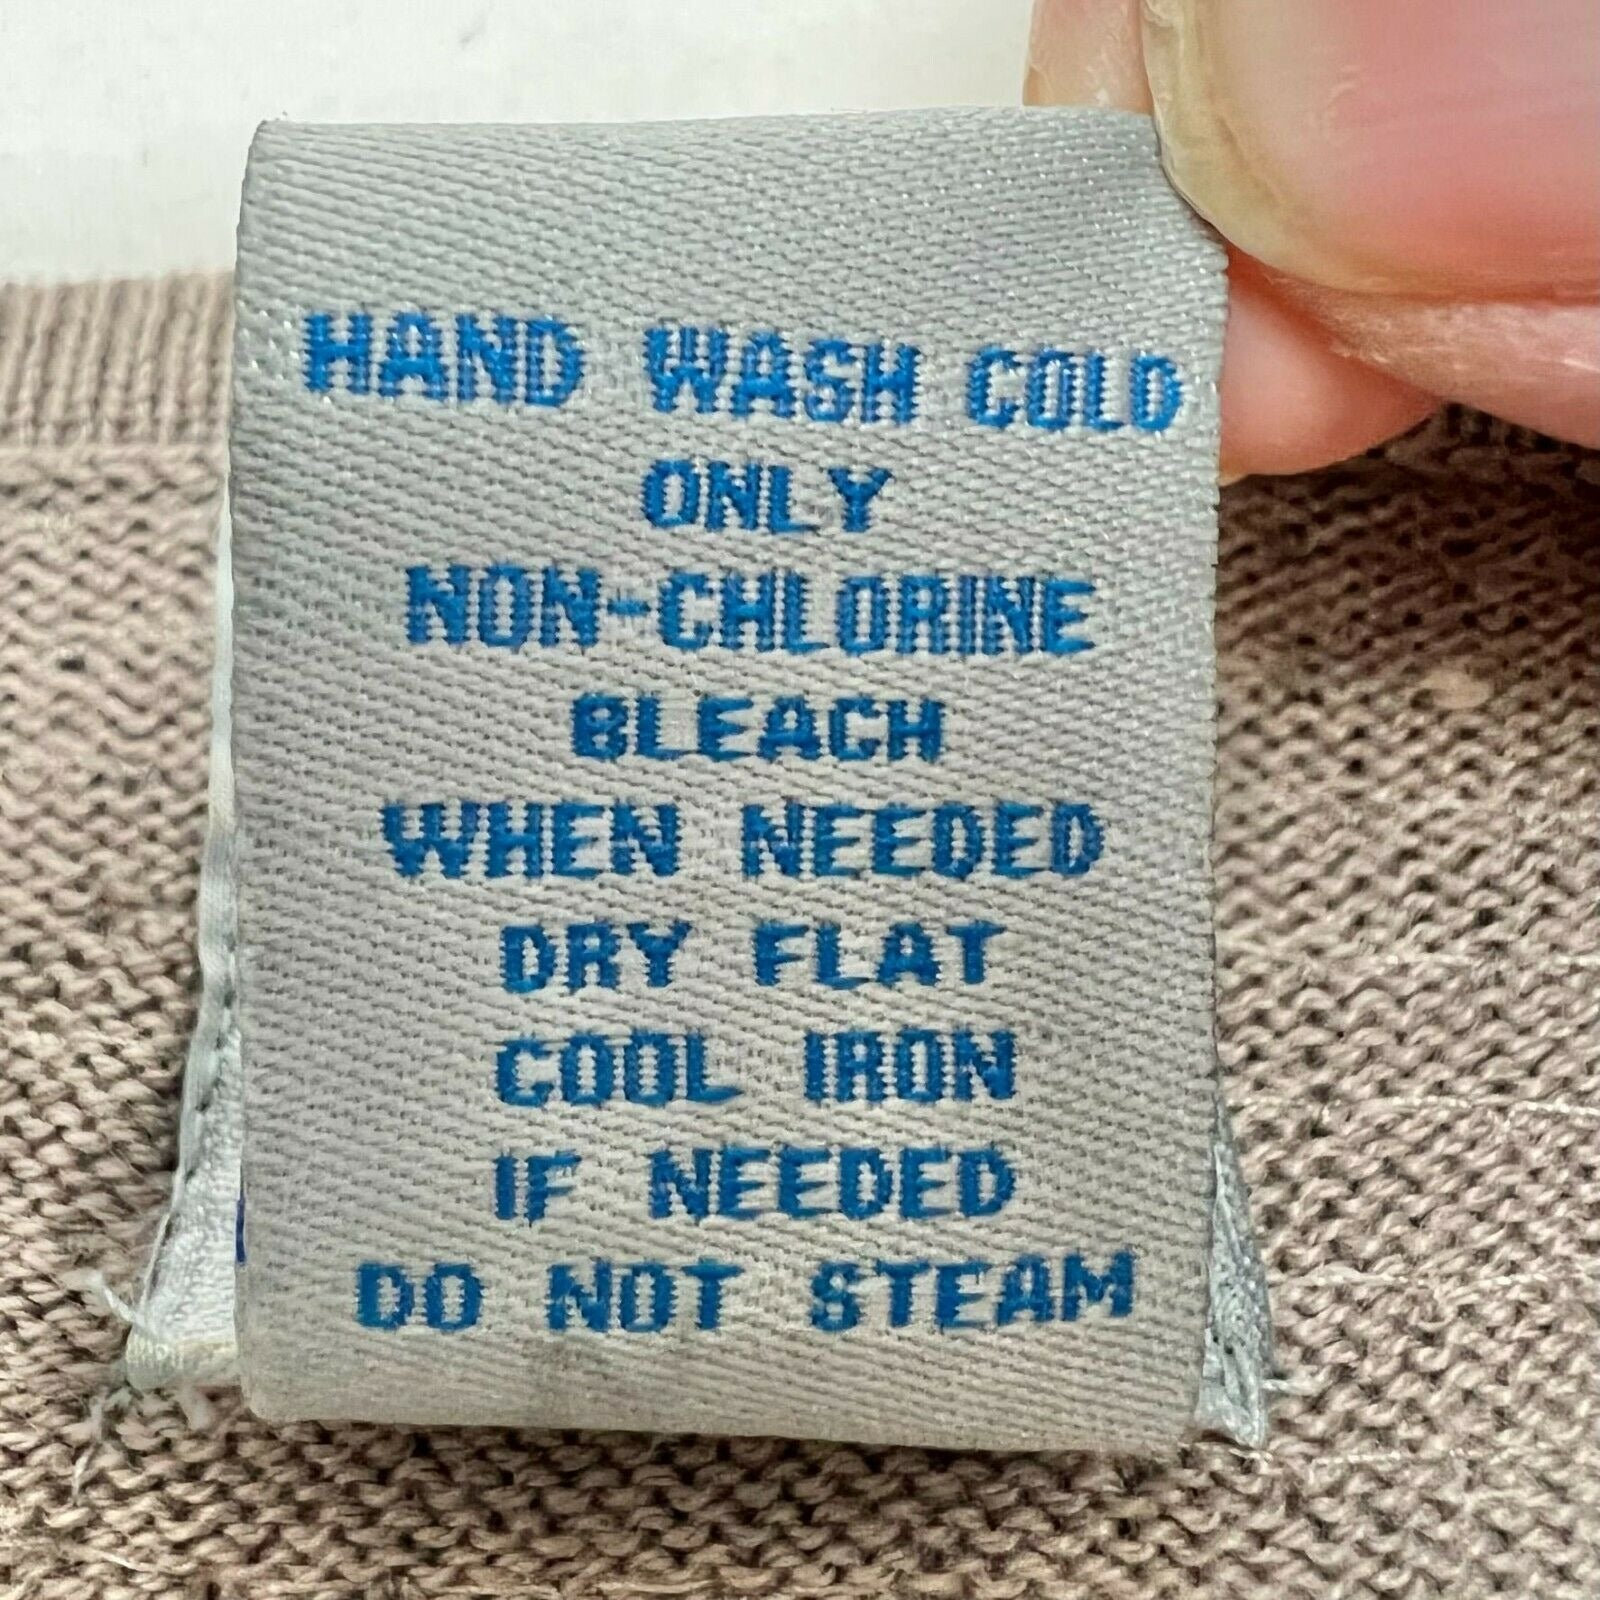 HAND WASH COLD
ONLY
NON-CHLORINE
BLEACH
WHEN NEEDED
DRY FLAT
COOL IRON
IF NEEDED
DO NOT STEAM